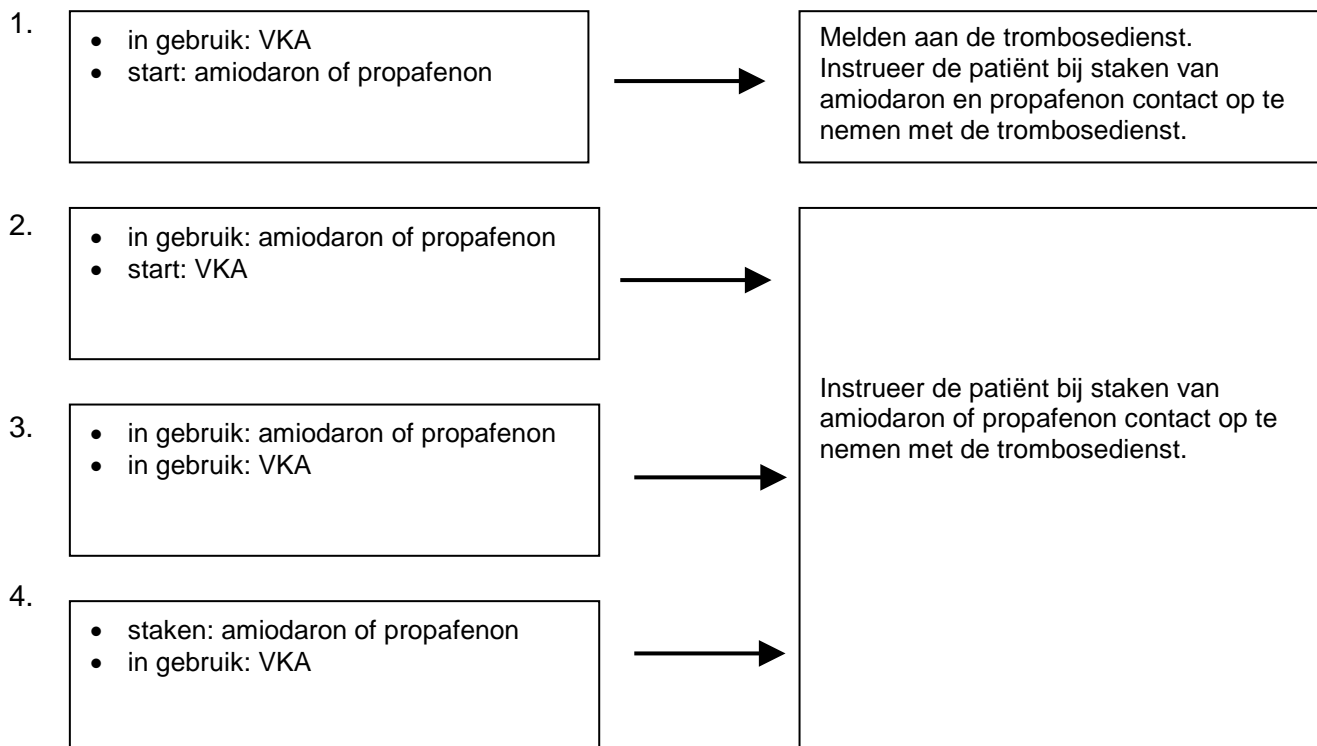 1.
• in gebruik: VKA
• start: amiodaron of propafenon
Melden aan de trombosedienst.
Instrueer de patiënt bij staken van
amiodaron en propafenon contact op te
nemen met de trombosedienst.
2.
• in gebruik: amiodaron of propafenon
• start: VKA
3.
• in gebruik: amiodaron of propafenon
• in gebruik: VKA
4.
• staken: amiodaron of propafenon
• in gebruik: VKA
Instrueer de patiënt bij staken van
amiodaron of propafenon contact op te
nemen met de trombosedienst.